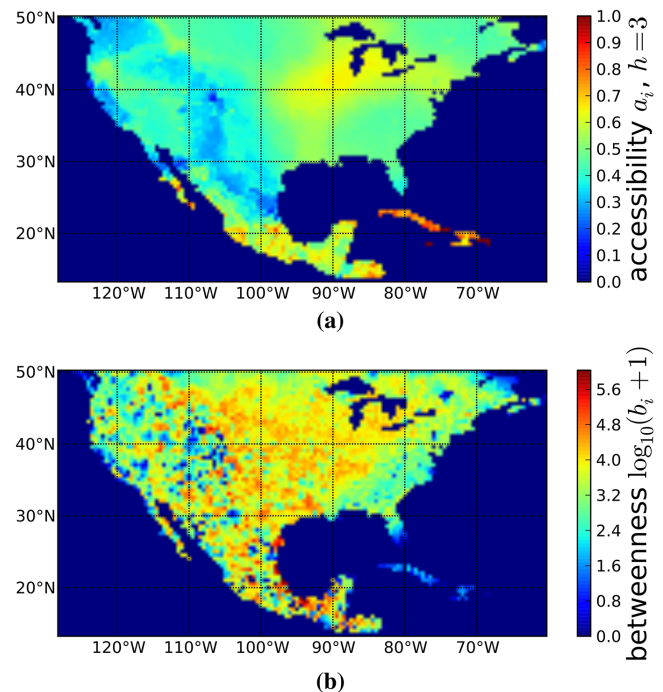 50°N
40°N
30°N
20°N
120°W 110°W 100°W 90°W 80°W 70°W
1.0
0.9
0.8
0.7
0.6
0.5
0.4
0.3
0.2
0.1
0.0
accessibility aᵢ, h=3
(a)
50°N
40°N
30°N
20°N
120°W 110°W 100°W 90°W 80°W 70°W
5.6
4.8
4.0
3.2
2.4
1.6
0.8
0.0
betweenness log₁₀(bᵢ + 1)
(b)